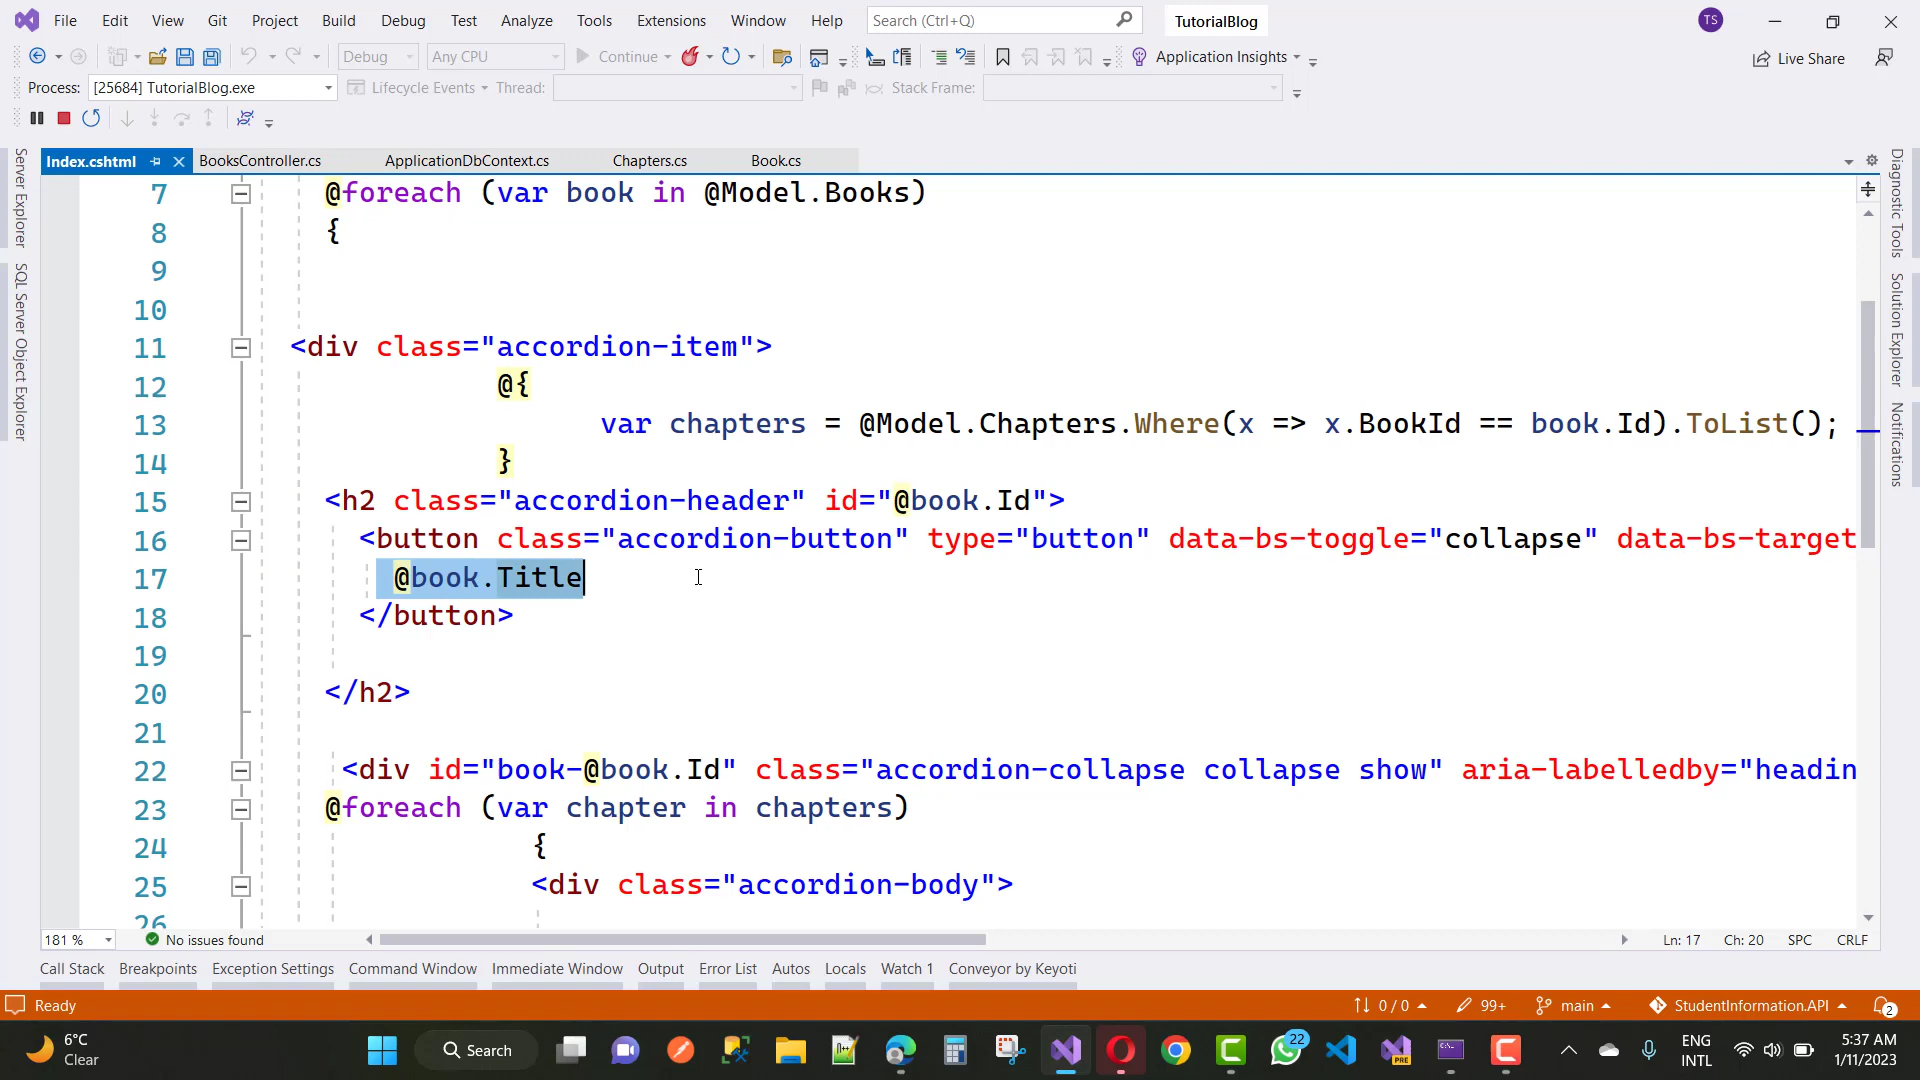 File Edit View Git Project Build Debug Test Analyze Tools Extensions Window Help Search (Ctrl+Q) TutorialBlog TS
Debug Any CPU Continue Application Insights Live Share
Process: [25684] TutorialBlog.exe Lifecycle Events Thread: Stack Frame:
Index.cshtml BooksController.cs ApplicationDbContext.cs Chapters.cs Book.cs
Server Explorer
SQL Server Object Explorer
7 @foreach (var book in @Model.Books)
8 {
9
10
11 <div class="accordion-item">
12 @{
13 var chapters = @Model.Chapters.Where(x => x.BookId == book.Id).ToList();
14 }
15 <h2 class="accordion-header" id="@book.Id">
16 <button class="accordion-button" type="button" data-bs-toggle="collapse" data-bs-target
17 @book.Title
18 </button>
19
20 </h2>
21
22 <div id="book-@book.Id" class="accordion-collapse collapse show" aria-labelledby="headin
23 @foreach (var chapter in chapters)
24 {
25 <div class="accordion-body">
26
Diagnostic Tools
Solution Explorer
Notifications
181 % No issues found Ln: 17 Ch: 20 SPC CRLF
Call Stack Breakpoints Exception Settings Command Window Immediate Window Output Error List Autos Locals Watch 1 Conveyor by Keyoti
Ready 0 / 0 99+ main StudentInformation.API 2
6°C
Clear
Search
22
PRE
ENG
INTL
5:37 AM
1/11/2023